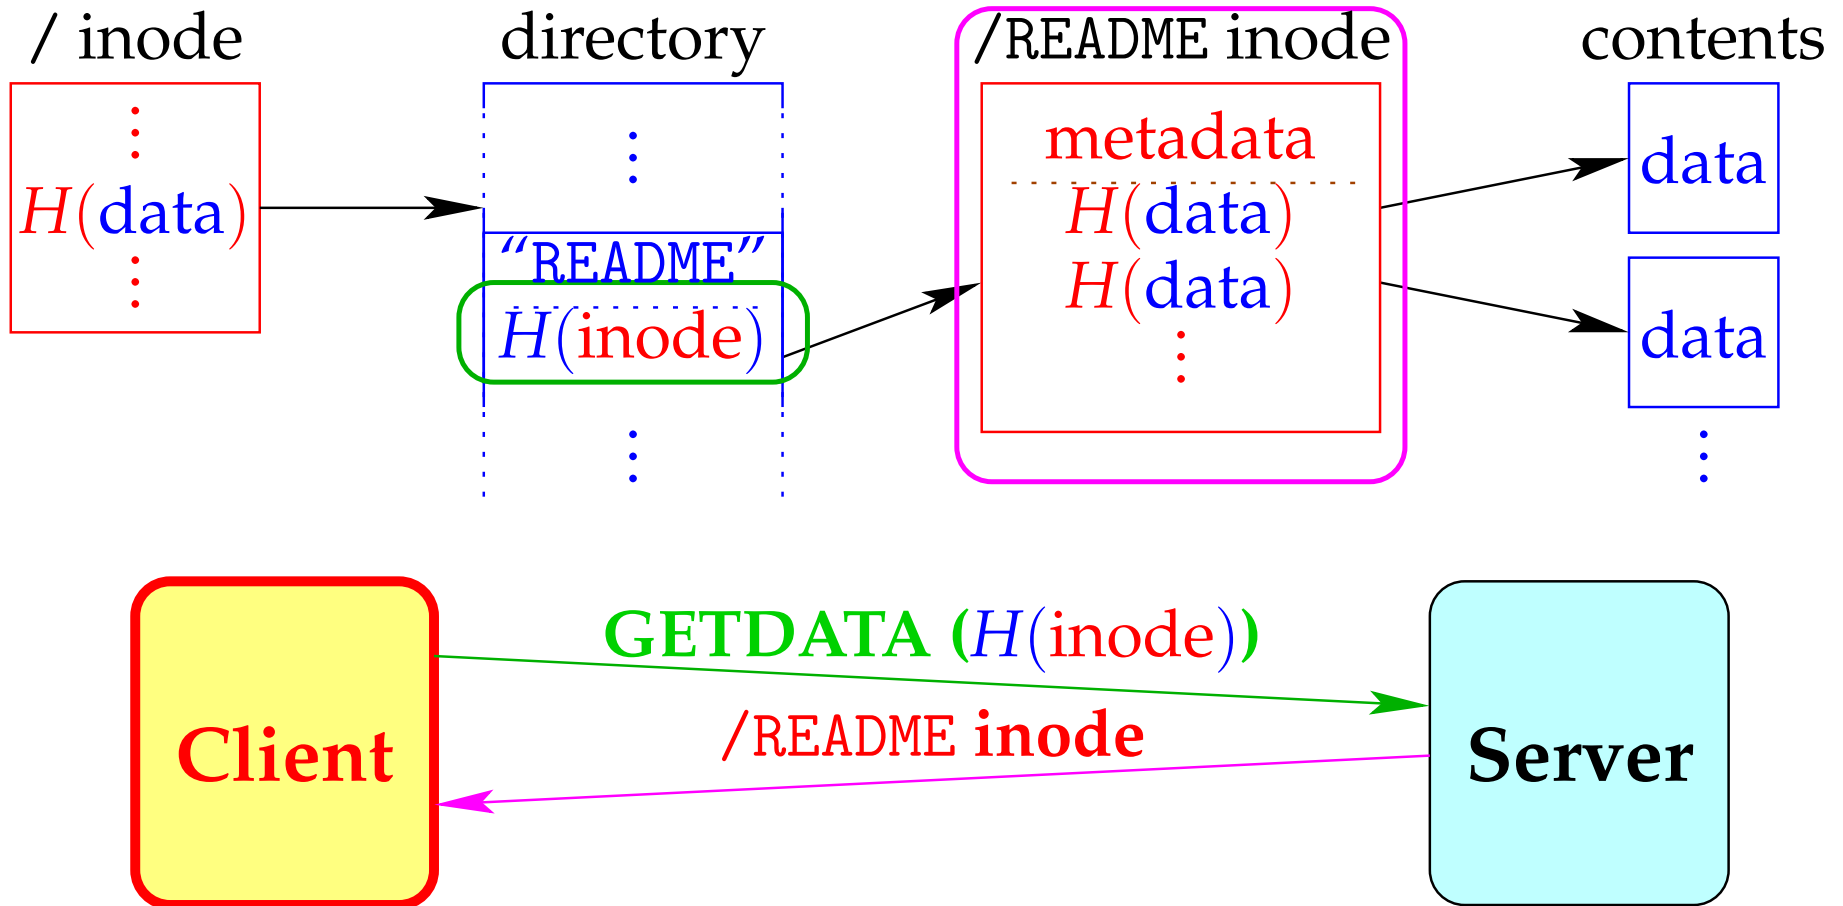 / inode
directory
/README inode
contents
H(data)
“README”
H(inode)
metadata
H(data)
H(data)
data
data
GETDATA (H(inode))
/README inode
Client
Server